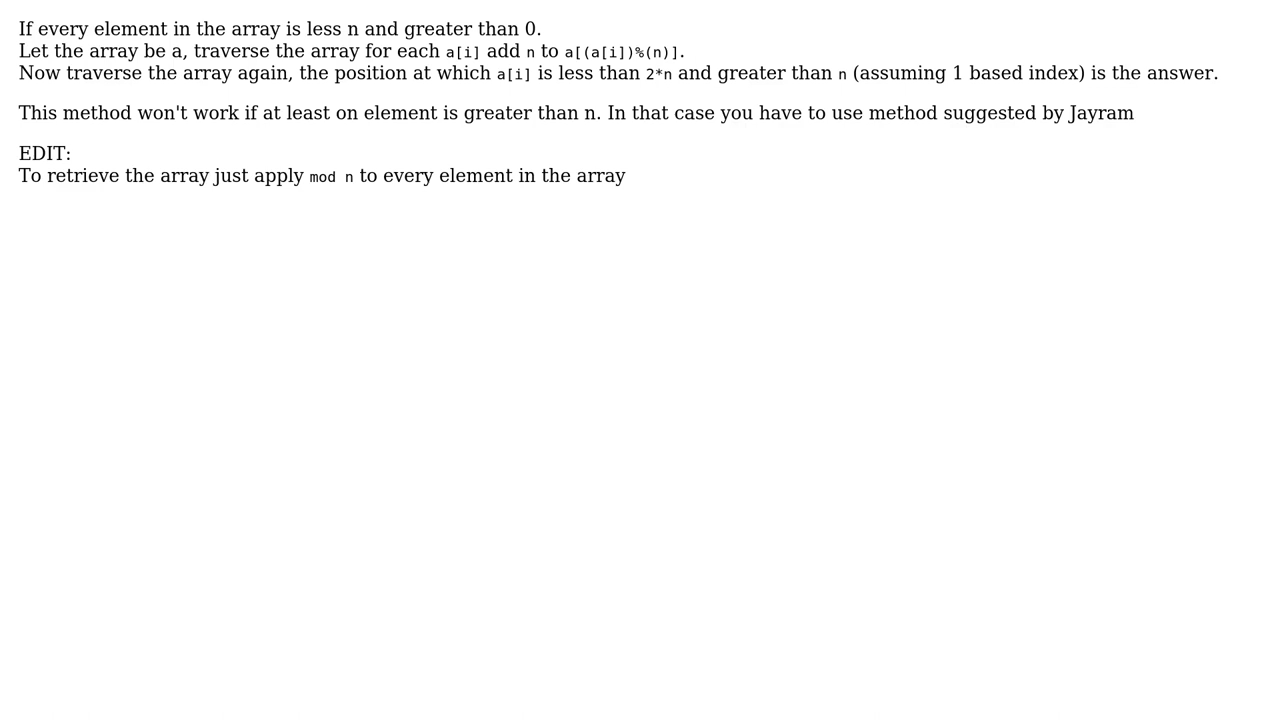 If every element in the array is less n and greater than 0.
Let the array be a, traverse the array for each a[i] add n to a[(a[i])%(n)].
Now traverse the array again, the position at which a[i] is less than 2*n and greater than n (assuming 1 based index) is the answer.
This method won't work if at least on element is greater than n. In that case you have to use method suggested by Jayram
EDIT:
To retrieve the array just apply mod n to every element in the array